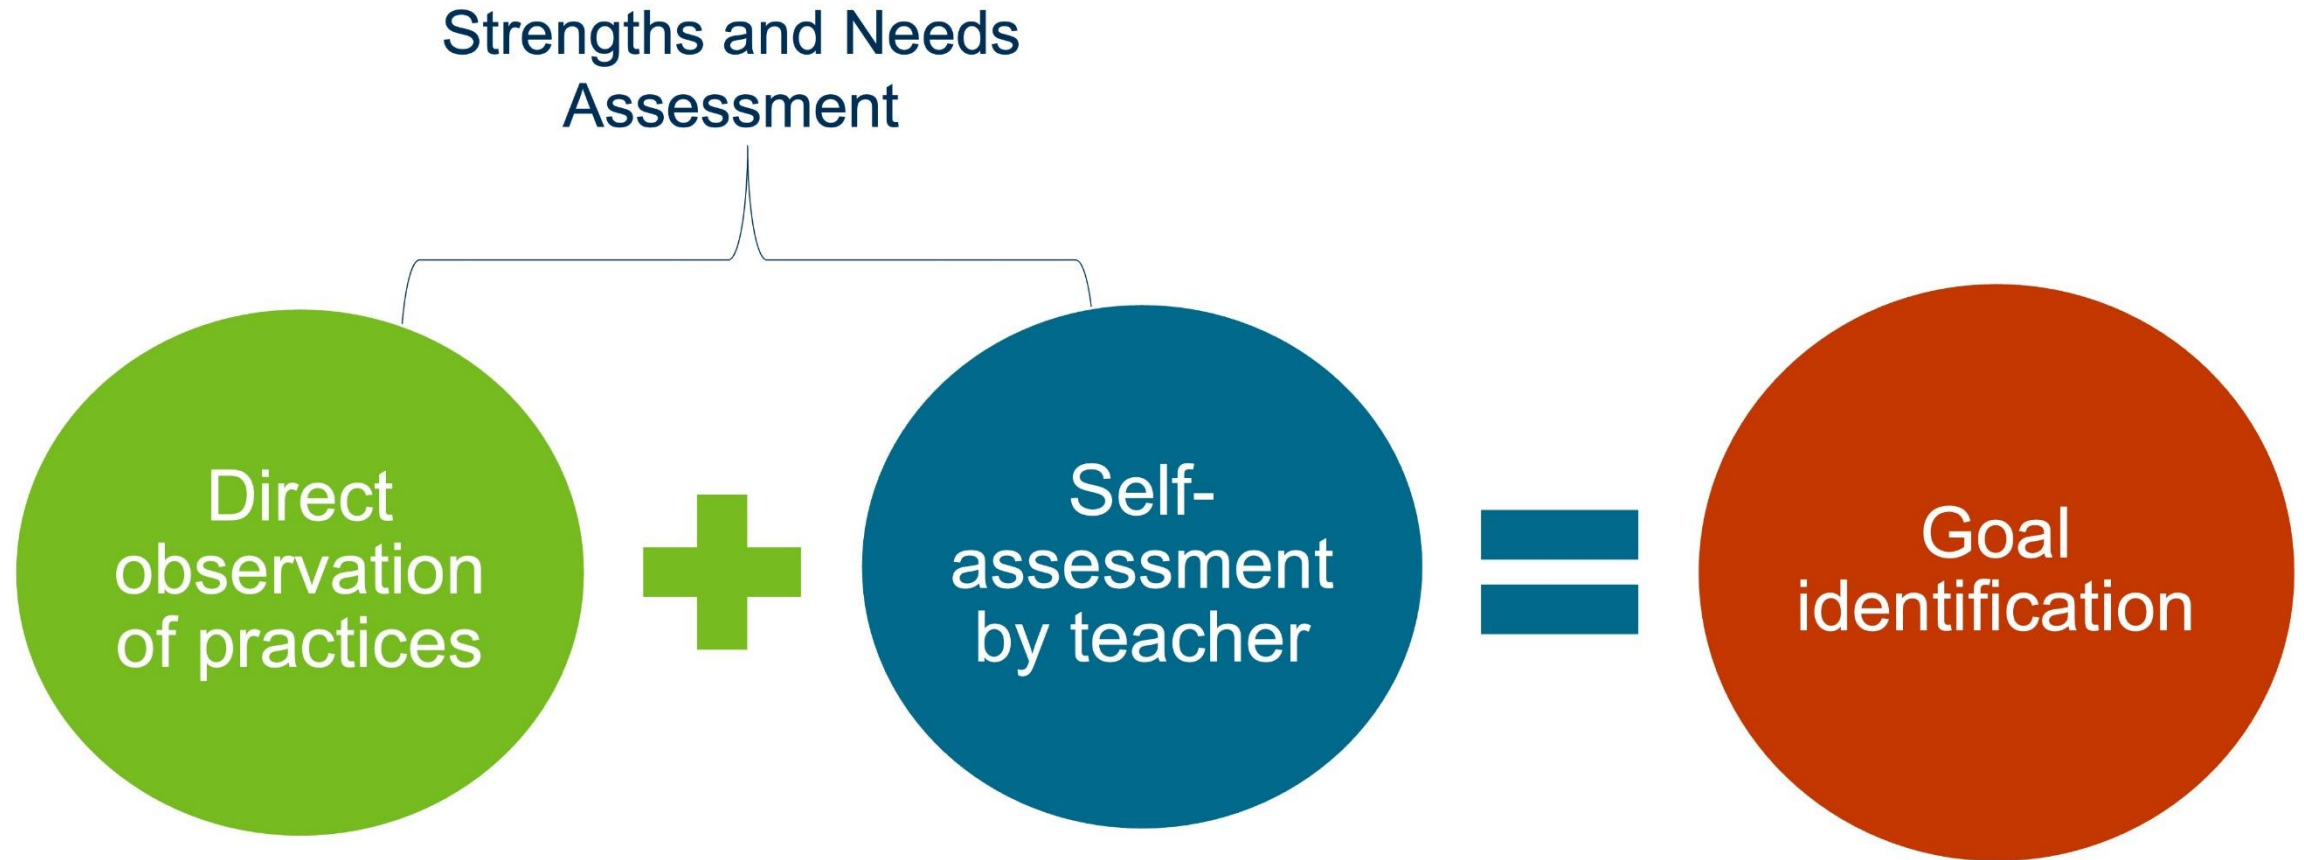 Strengths and Needs
Assessment
Direct
observation
of practices
Self-
assessment
by teacher
Goal
identification